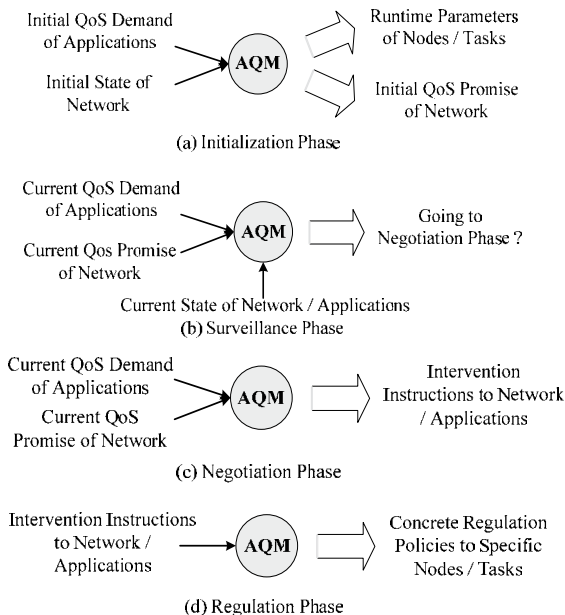 Initial QoS Demand
of Applications
Initial State of
Network
AQM
Runtime Parameters
of Nodes / Tasks
Initial QoS Promise
of Network
(a) Initialization Phase
Current QoS Demand
of Applications
Current Qos Promise
of Network
AQM
Going to
Negotiation Phase ?
Current State of Network / Applications
(b) Surveillance Phase
Current QoS Demand
of Applications
Current QoS
Promise of Network
AQM
Intervention
Instructions to Network
/ Applications
(c) Negotiation Phase
Intervention Instructions
to Network /
Applications
AQM
Concrete Regulation
Policies to Specific
Nodes / Tasks
(d) Regulation Phase